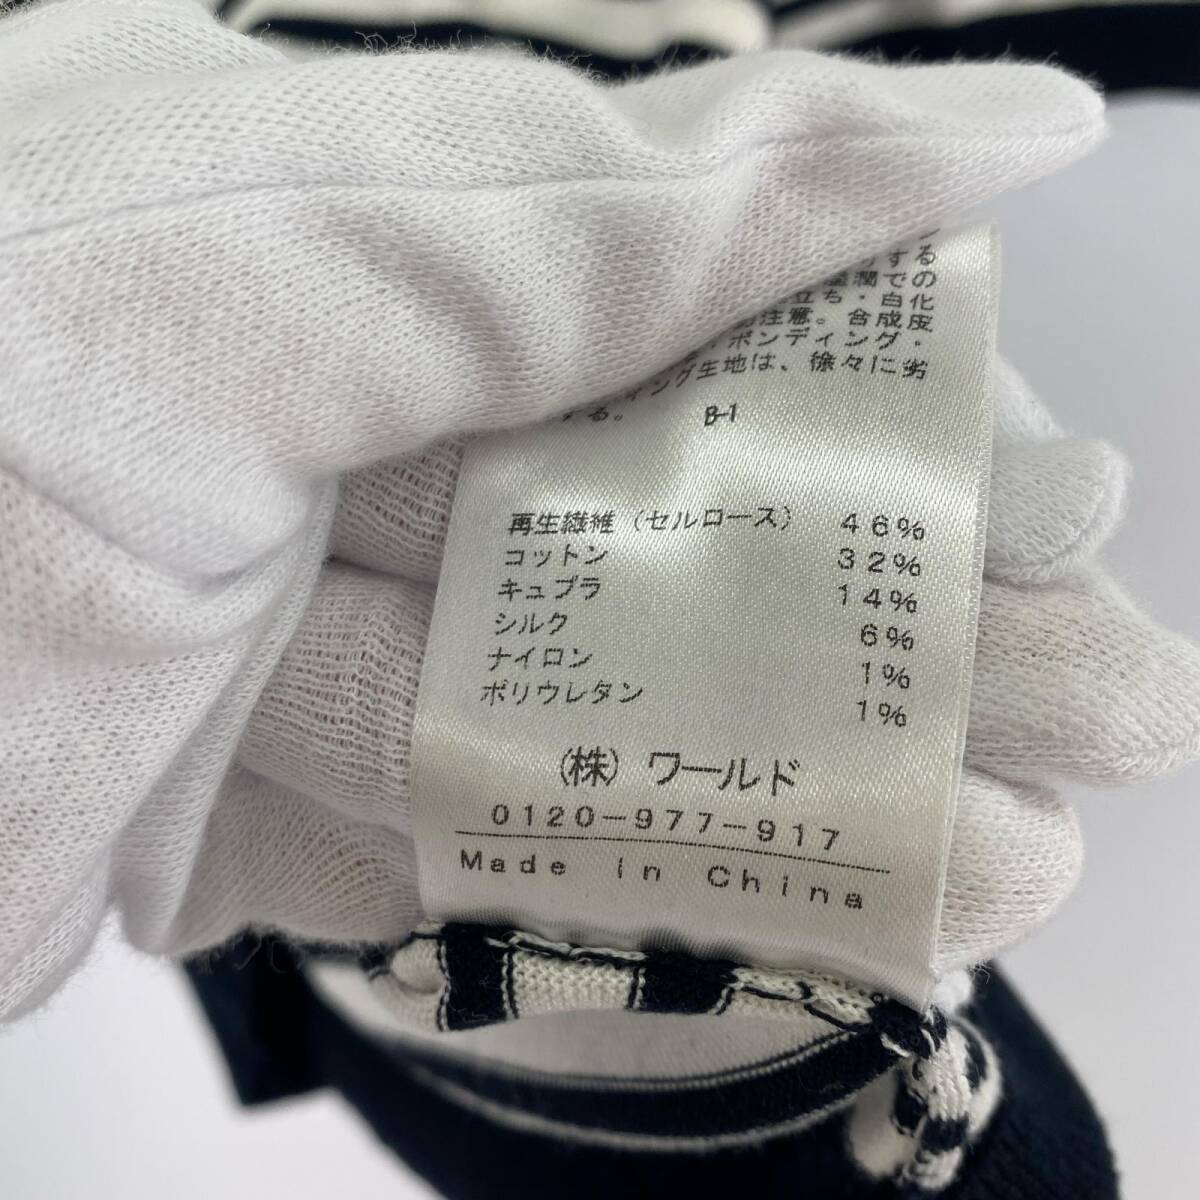 する
潤での
立ち・白化
注意。合成皮
ボンディング・
ィング生地は、徐々に劣
する。 B-1
再生繊維(セルロース) 46%
コットン 32%
キュプラ 14%
シルク 6%
ナイロン 1%
ポリウレタン 1%
(株)ワールド
0120-977-917
Made in China